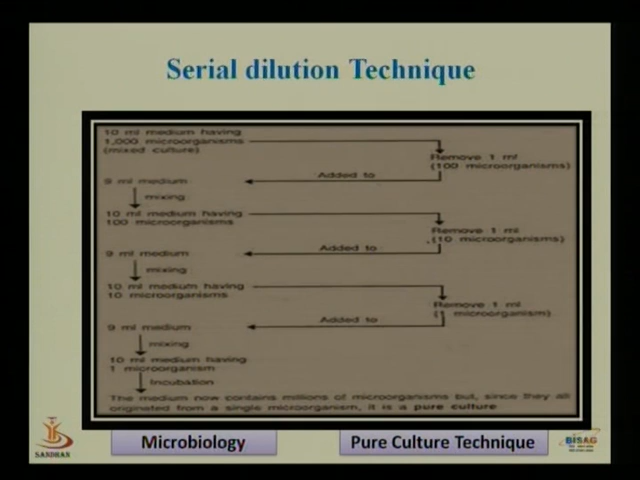 Serial dilution Technique
10 ml medium having
1,000 microorganisms
(mixed culture)
Remove 1 ml
(100 microorganisms)
Added to
9 ml medium
mixing
10 ml medium having
100 microorganisms
Remove 1 ml
(10 microorganisms)
Added to
9 ml medium
mixing
10 ml medium having
10 microorganisms
Remove 1 ml
(1 microorganism)
Added to
9 ml medium
mixing
10 ml medium having
1 microorganism
Incubation
The medium now contains millions of microorganisms but, since they all
originated from a single microorganism, it is a pure culture
SANDHAN
Microbiology
Pure Culture Technique
BISAG